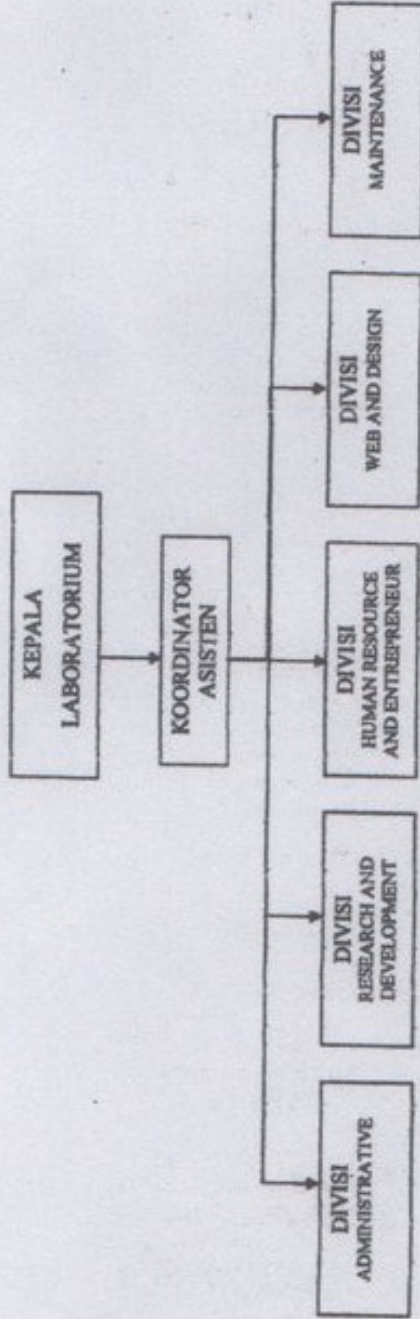 KEPALA
LABORATORIUM
KOORDINATOR
ASISTEN
DIVISI
ADMINISTRATIVE
DIVISI
RESEARCH AND
DEVELOPMENT
DIVISI
HUMAN RESOURCE
AND ENTREPRENEUR
DIVISI
WEB AND DESIGN
DIVISI
MAINTENANCE